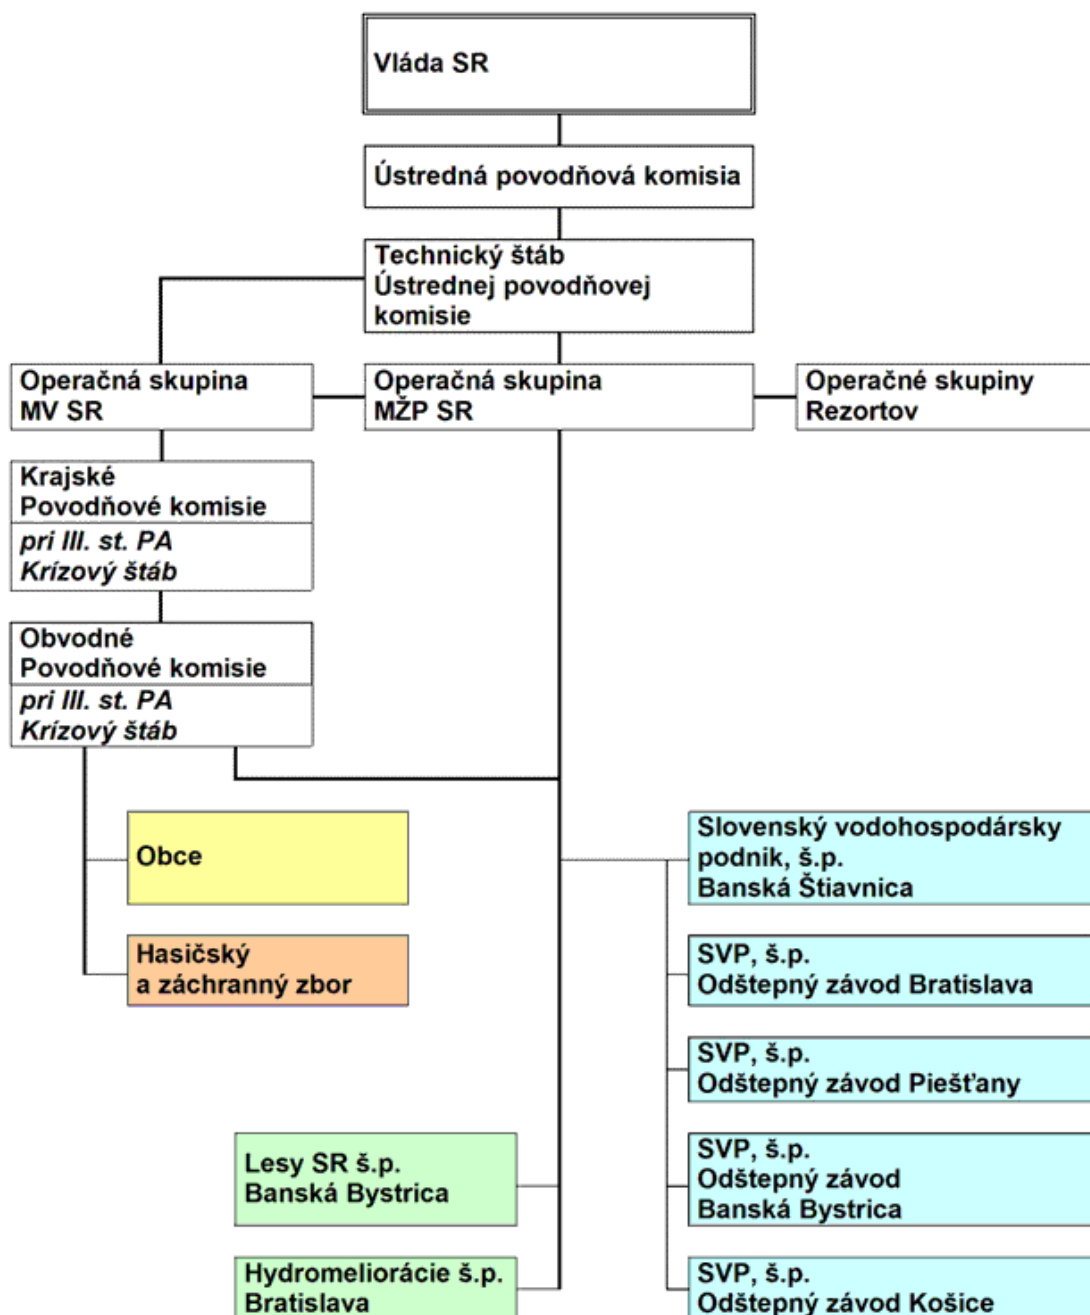 Vláda SR
Ústredná povodňová komisia
Technický štáb
Ústrednej povodňovej
komisie
Operačná skupina
MV SR
Operačná skupina
MŽP SR
Operačné skupiny
Rezortov
Krajské
Povodňové komisie
pri III. st. PA
Krízový štáb
Obvodné
Povodňové komisie
pri III. st. PA
Krízový štáb
Obce
Hasičský
a záchranný zbor
Lesy SR š.p.
Banská Bystrica
Hydromeliorácie š.p.
Bratislava
Slovenský vodohospodársky
podnik, š.p.
Banská Štiavnica
SVP, š.p.
Odštepný závod Bratislava
SVP, š.p.
Odštepný závod Piešťany
SVP, š.p.
Odštepný závod
Banská Bystrica
SVP, š.p.
Odštepný závod Košice